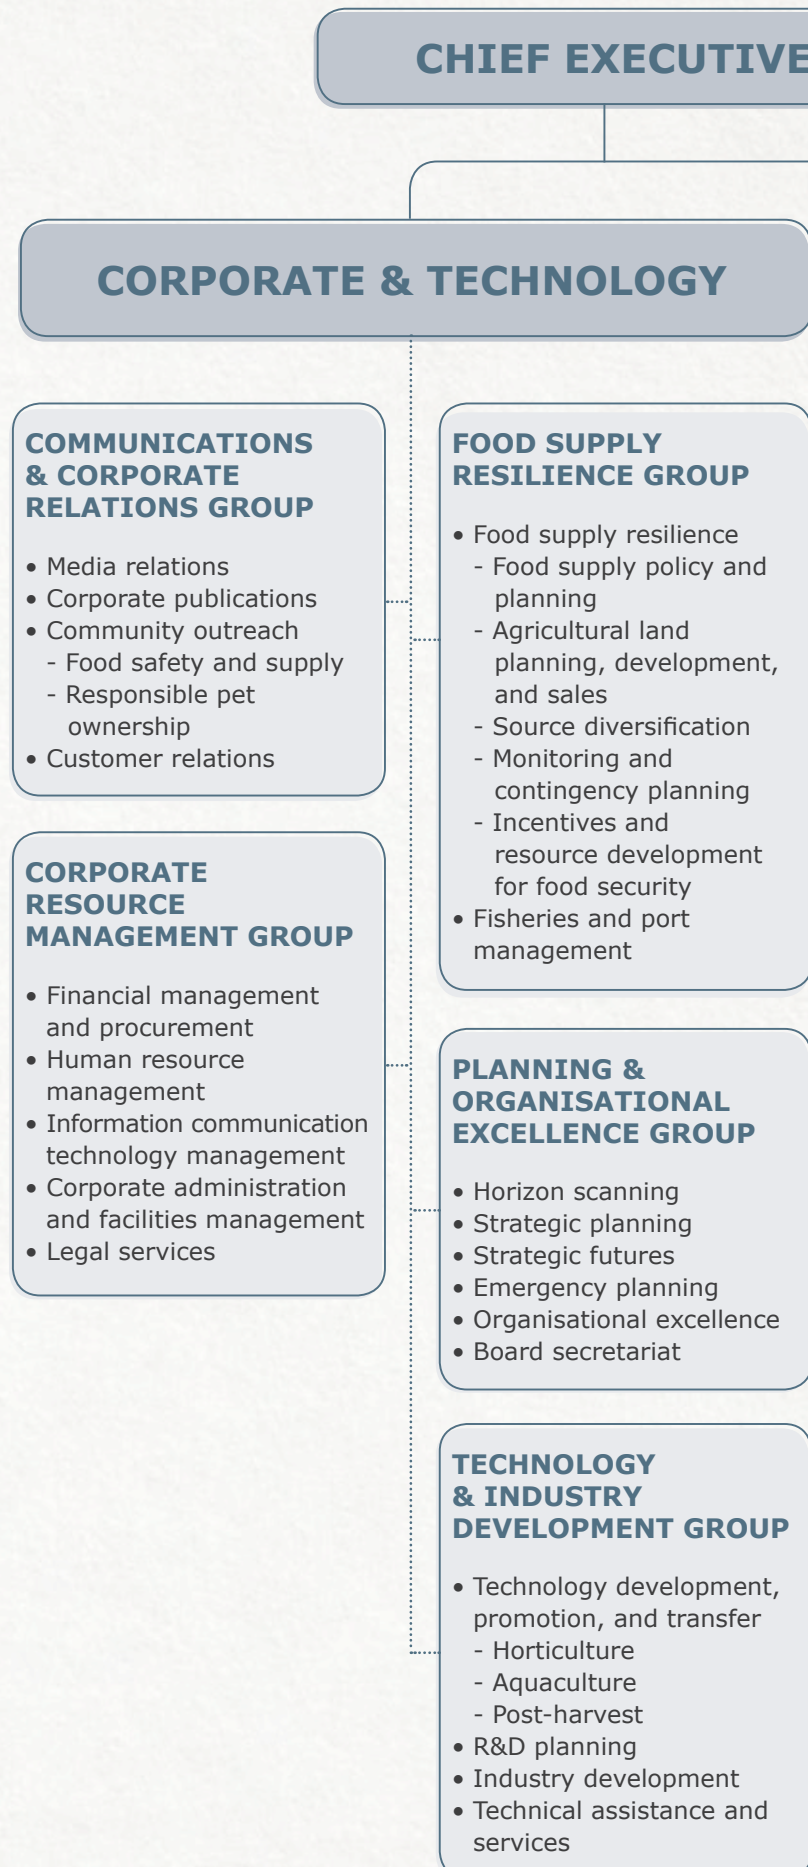 CHIEF EXECUTIVE
CORPORATE & TECHNOLOGY
COMMUNICATIONS
& CORPORATE
RELATIONS GROUP
• Media relations
• Corporate publications
• Community outreach
- Food safety and supply
- Responsible pet
ownership
• Customer relations
CORPORATE
RESOURCE
MANAGEMENT GROUP
• Financial management
and procurement
• Human resource
management
• Information communication
technology management
• Corporate administration
and facilities management
• Legal services
FOOD SUPPLY
RESILIENCE GROUP
• Food supply resilience
- Food supply policy and
planning
- Agricultural land
planning, development,
and sales
- Source diversification
- Monitoring and
contingency planning
- Incentives and
resource development
for food security
• Fisheries and port
management
PLANNING &
ORGANISATIONAL
EXCELLENCE GROUP
• Horizon scanning
• Strategic planning
• Strategic futures
• Emergency planning
• Organisational excellence
• Board secretariat
TECHNOLOGY
& INDUSTRY
DEVELOPMENT GROUP
• Technology development,
promotion, and transfer
- Horticulture
- Aquaculture
- Post-harvest
• R&D planning
• Industry development
• Technical assistance and
services